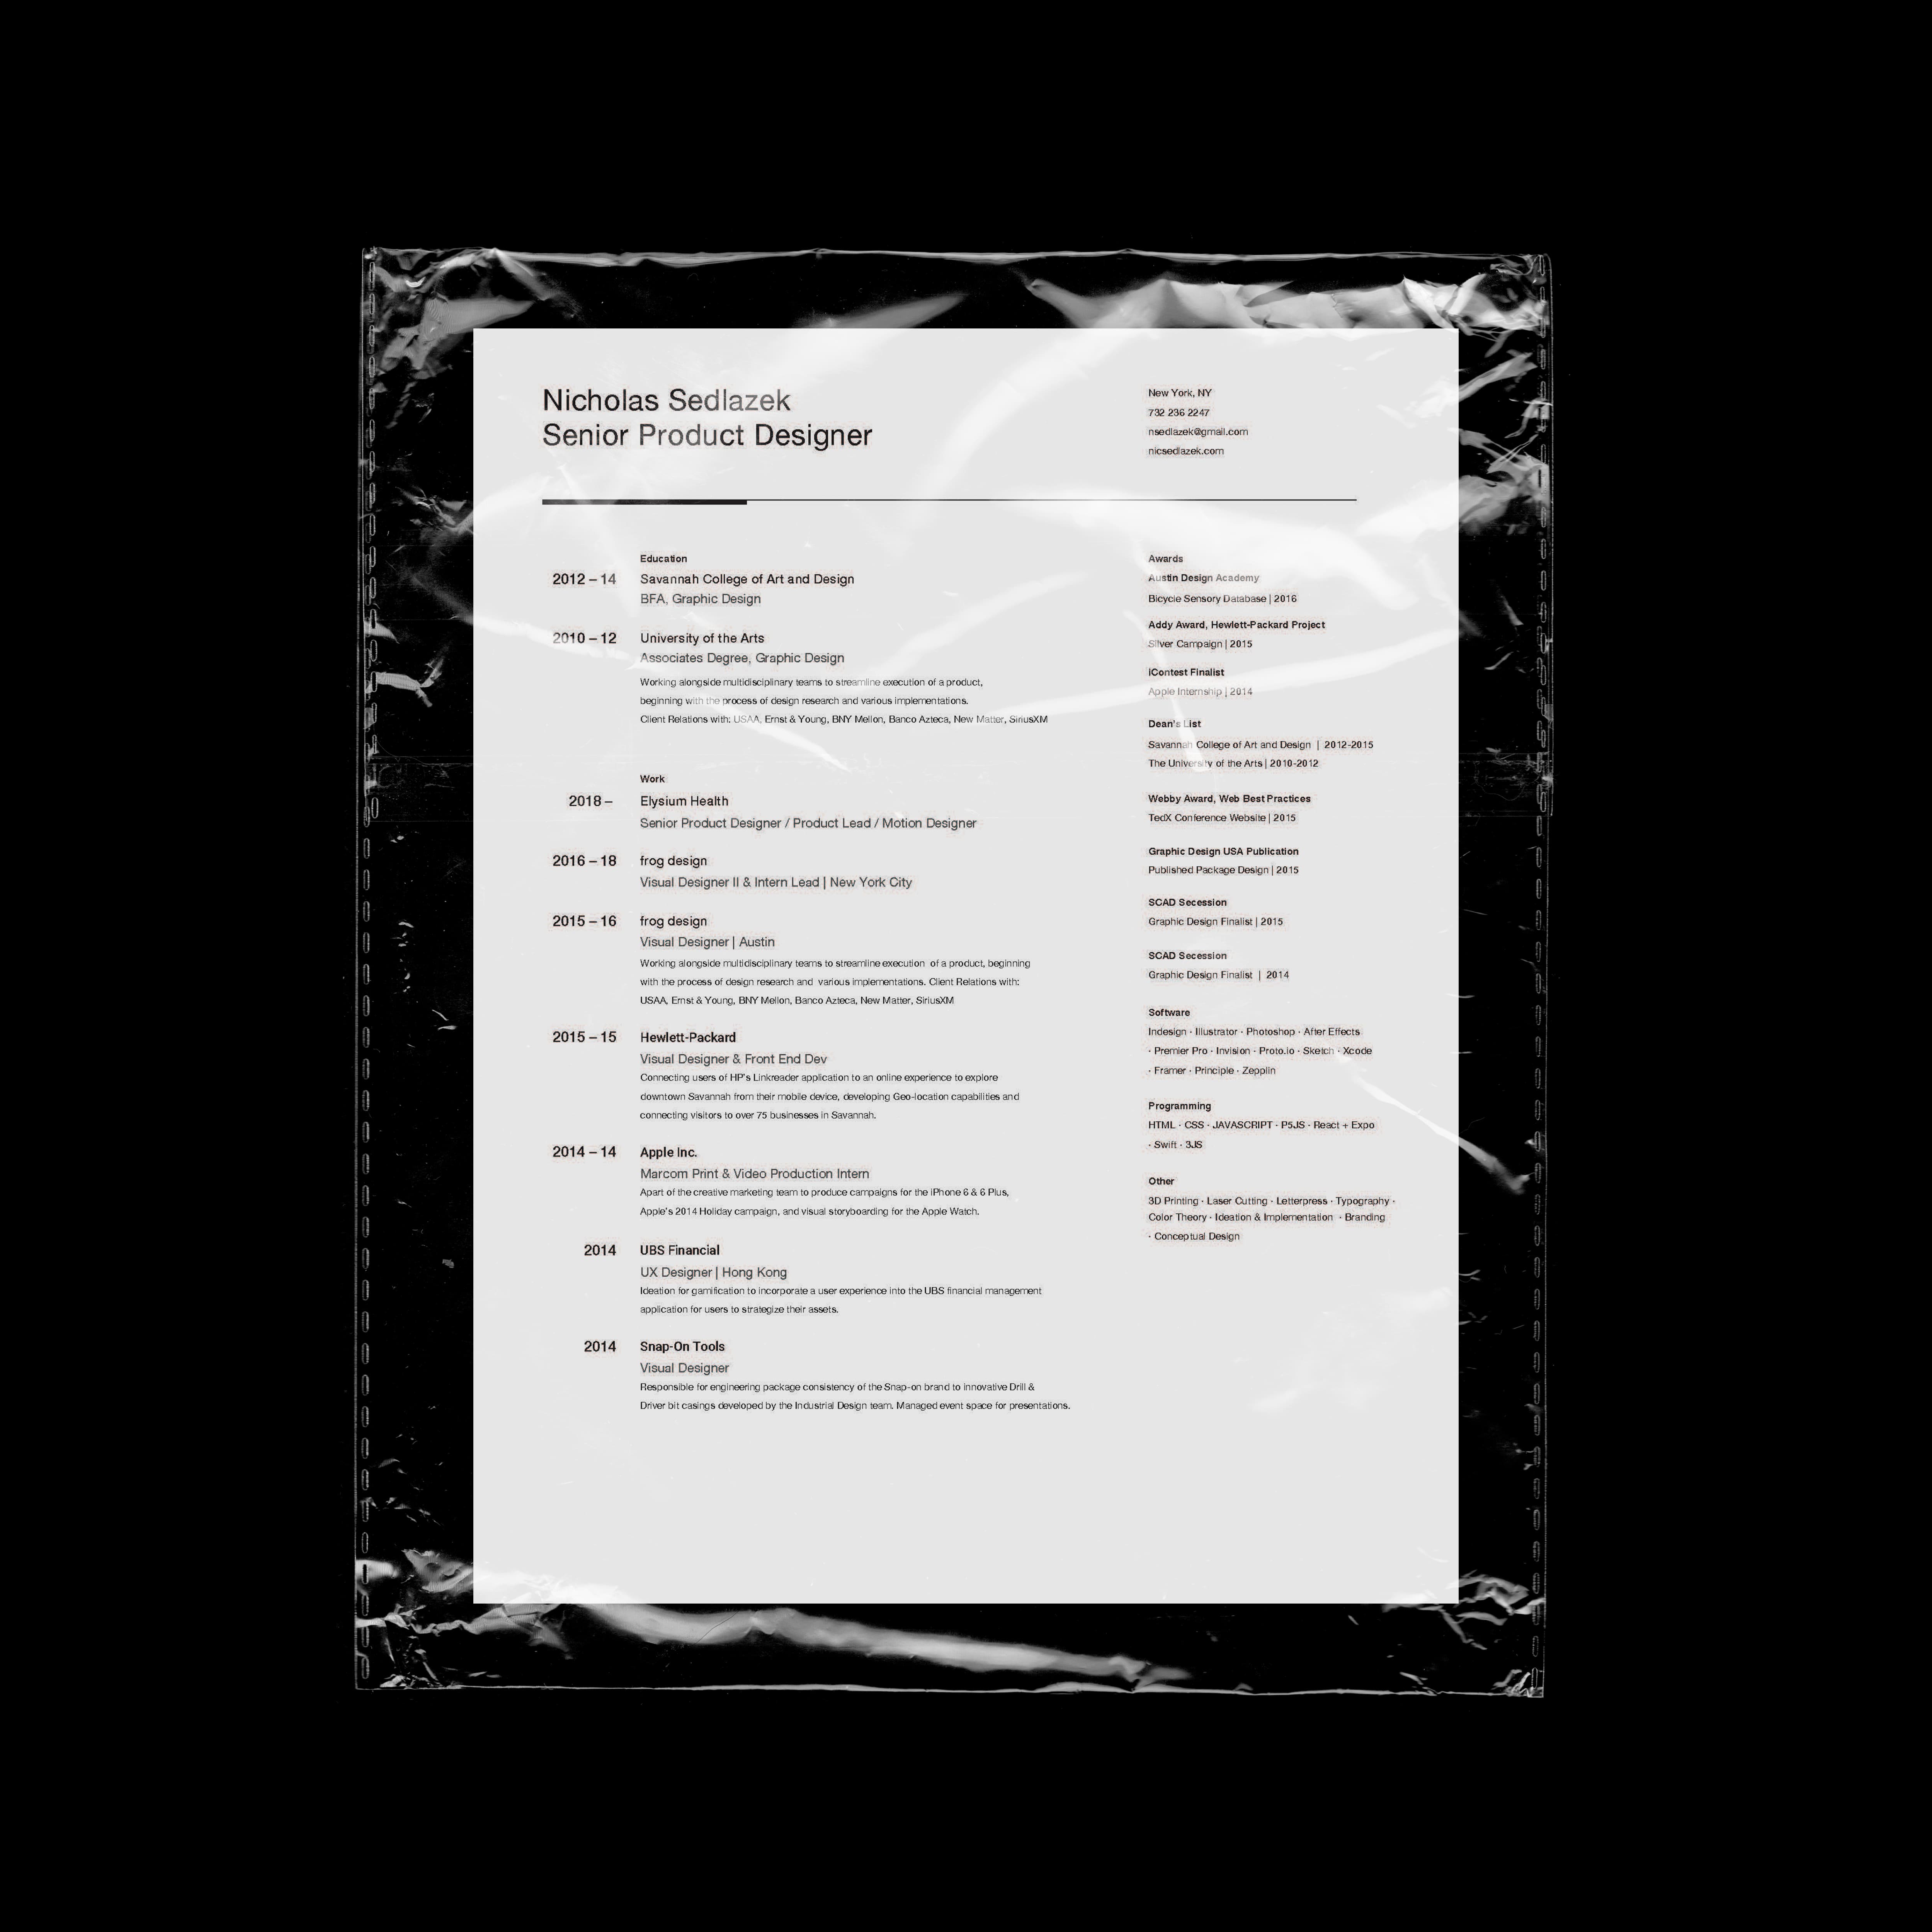 Nicholas Sedlazek
Senior Product Designer
New York, NY
732 236 2247
nsedlazek@gmail.com
nicsedlazek.com
Education
2012 – 14 Savannah College of Art and Design
BFA, Graphic Design
2010 – 12 University of the Arts
Associates Degree, Graphic Design
Working alongside multidisciplinary teams to streamline execution of a product,
beginning with the process of design research and various implementations.
Client Relations with: USAA, Ernst & Young, BNY Mellon, Banco Azteca, New Matter, SiriusXM
Work
2018 – Elysium Health
Senior Product Designer / Product Lead / Motion Designer
2016 – 18 frog design
Visual Designer II & Intern Lead | New York City
2015 – 16 frog design
Visual Designer | Austin
Working alongside multidisciplinary teams to streamline execution of a product, beginning
with the process of design research and various implementations. Client Relations with:
USAA, Ernst & Young, BNY Mellon, Banco Azteca, New Matter, SiriusXM
2015 – 15 Hewlett-Packard
Visual Designer & Front End Dev
Connecting users of HP's Linkreader application to an online experience to explore
downtown Savannah from their mobile device, developing Geo-location capabilities and
connecting visitors to over 75 businesses in Savannah.
2014 – 14 Apple Inc.
Marcom Print & Video Production Intern
Apart of the creative marketing team to produce campaigns for the iPhone 6 & 6 Plus,
Apple's 2014 Holiday campaign, and visual storyboarding for the Apple Watch.
2014 UBS Financial
UX Designer | Hong Kong
Ideation for gamification to incorporate a user experience into the UBS financial management
application for users to strategize their assets.
2014 Snap-On Tools
Visual Designer
Responsible for engineering package consistency of the Snap-on brand to innovative Drill &
Driver bit casings developed by the Industrial Design team. Managed event space for presentations.
Awards
Austin Design Academy
Bicycle Sensory Database | 2016
Addy Award, Hewlett-Packard Project
Silver Campaign | 2015
iContest Finalist
Apple Internship | 2014
Dean's List
Savannah College of Art and Design | 2012-2015
The University of the Arts | 2010-2012
Webby Award, Web Best Practices
TedX Conference Website | 2015
Graphic Design USA Publication
Published Package Design | 2015
SCAD Secession
Graphic Design Finalist | 2015
SCAD Secession
Graphic Design Finalist | 2014
Software
Indesign · Illustrator · Photoshop · After Effects
· Premier Pro · Invision · Proto.io · Sketch · Xcode
· Framer · Principle · Zepplin
Programming
HTML · CSS · JAVASCRIPT · P5JS · React + Expo
· Swift · 3JS
Other
3D Printing · Laser Cutting · Letterpress · Typography ·
Color Theory · Ideation & Implementation · Branding
· Conceptual Design